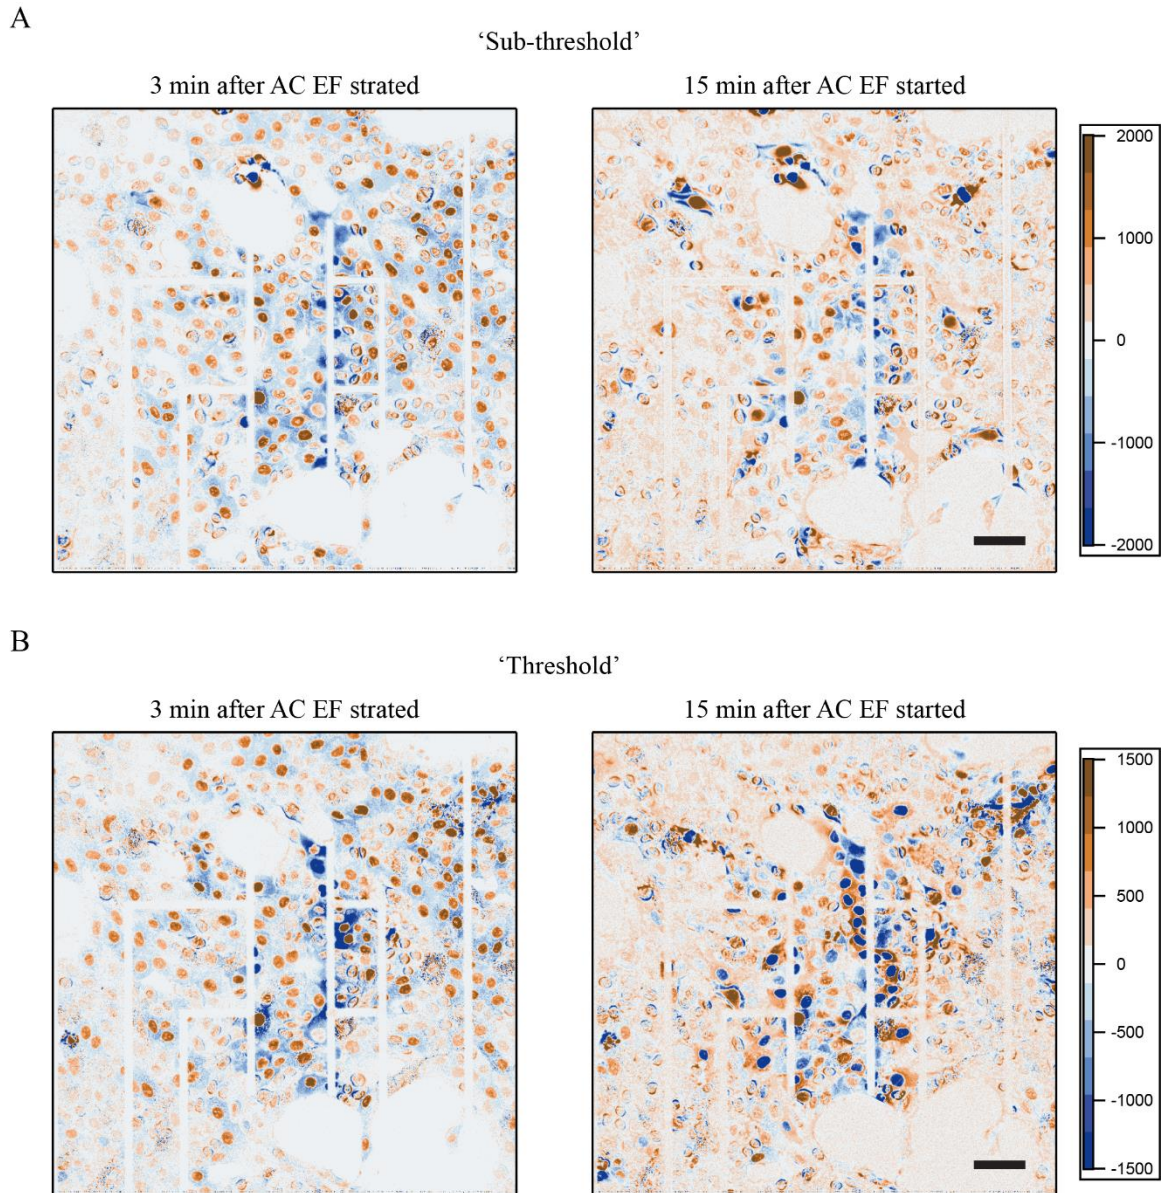 A
‘Sub-threshold’
3 min after AC EF strated
15 min after AC EF started
2000
1000
0
-1000
-2000
B
‘Threshold’
3 min after AC EF strated
15 min after AC EF started
1500
1000
500
0
-500
-1000
-1500